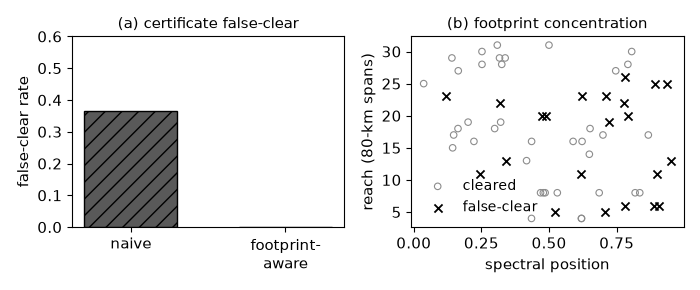 (a) certificate false-clear
0.6
0.5
0.4
0.3
0.2
0.1
0.0
false-clear rate
naive
footprint-
aware
(b) footprint concentration
30
25
20
15
10
5
reach (80-km spans)
cleared
false-clear
0.00
0.25
0.50
0.75
spectral position